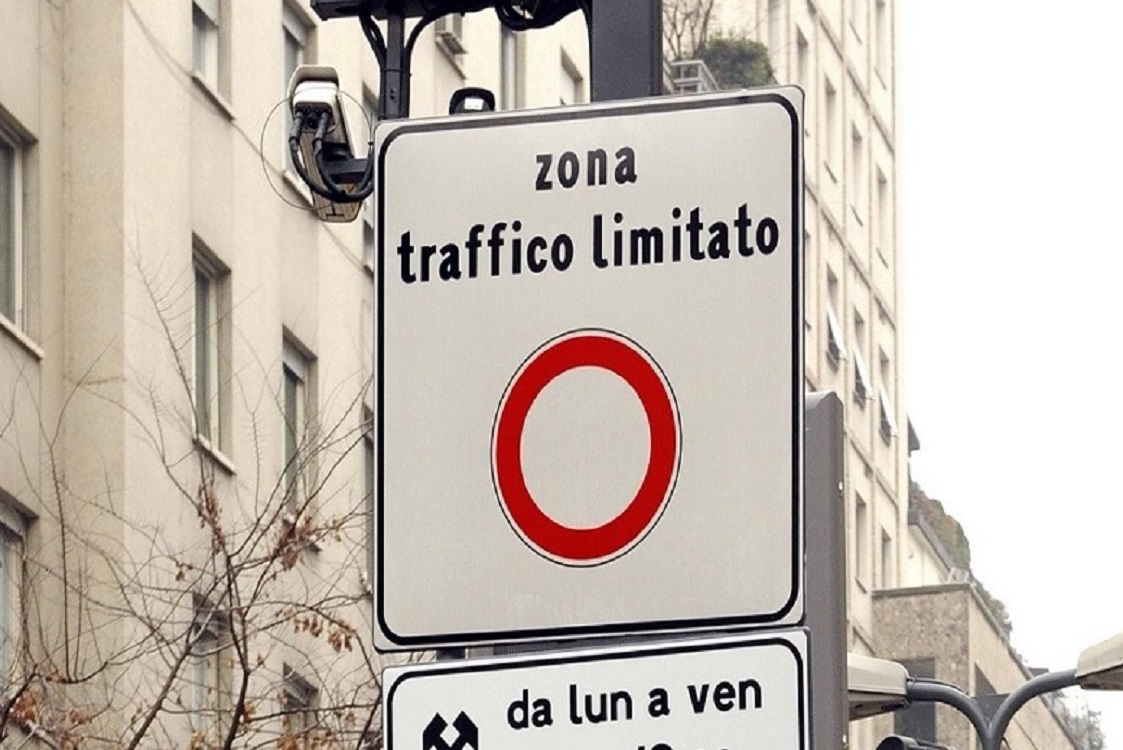 zona
traffico limitato
da lun a ven